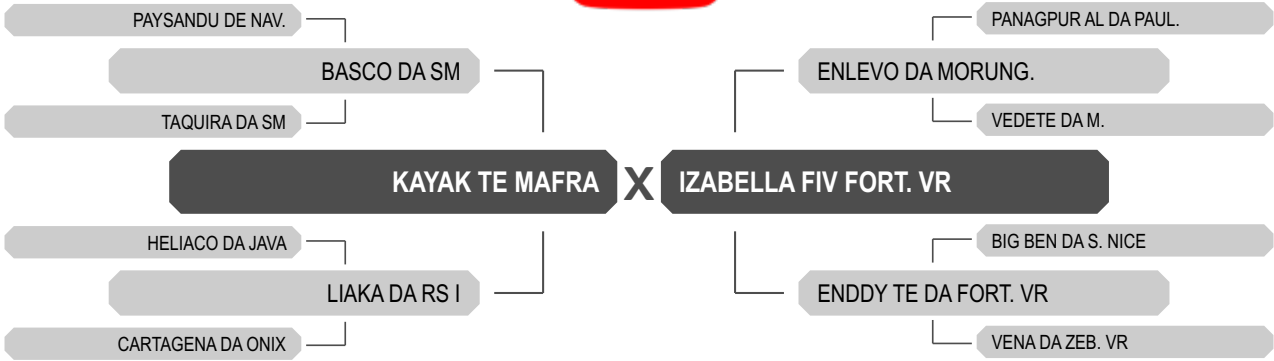 PAYSANDU DE NAV.
PANAGPUR AL DA PAUL.
BASCO DA SM
ENLEVO DA MORUNG.
TAQUIRA DA SM
VEDETE DA M.
KAYAK TE MAFRA X IZABELLA FIV FORT. VR
HELIACO DA JAVA
BIG BEN DA S. NICE
LIAKA DA RS I
ENDDY TE DA FORT. VR
CARTAGENA DA ONIX
VENA DA ZEB. VR